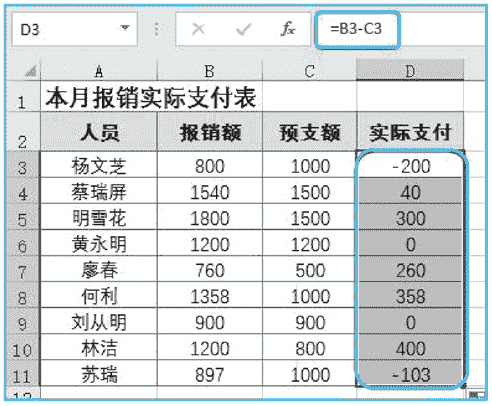 D3 fx =B3-C3
A B C D
1 本月报销实际支付表
2 人员 报销额 预支额 实际支付
3 杨文芝 800 1000 -200
4 蔡瑞屏 1540 1500 40
5 明雪花 1800 1500 300
6 黄永明 1200 1200 0
7 廖春 760 500 260
8 何利 1358 1000 358
9 刘从明 900 900 0
10 林洁 1200 800 400
11 苏瑞 897 1000 -103